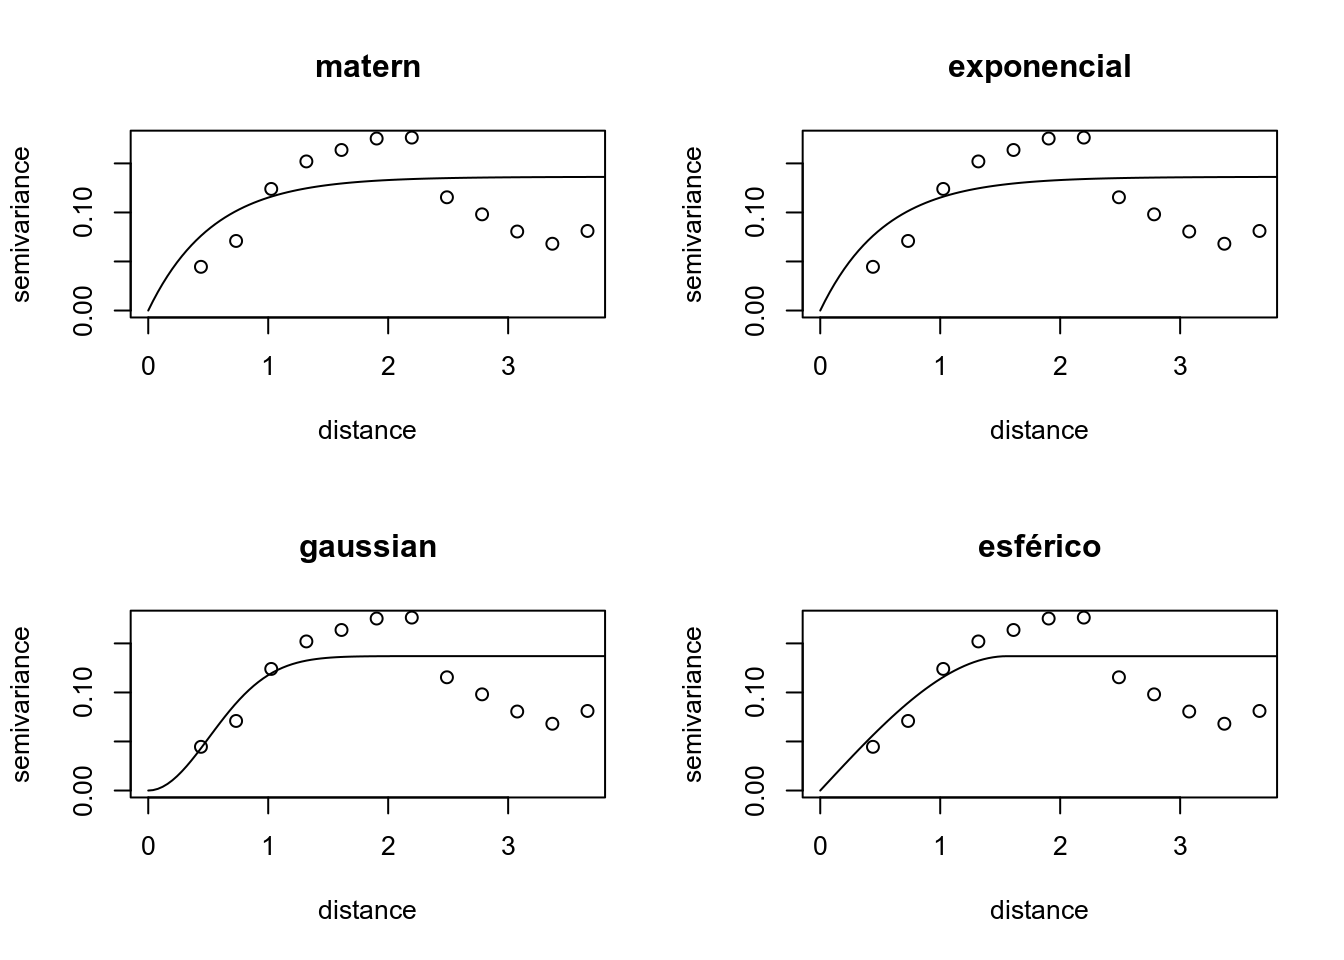 matern
semivariance
0.00 0.10
0 1 2 3
distance
exponencial
semivariance
0.00 0.10
0 1 2 3
distance
gaussian
semivariance
0.00 0.10
0 1 2 3
distance
esférico
semivariance
0.00 0.10
0 1 2 3
distance